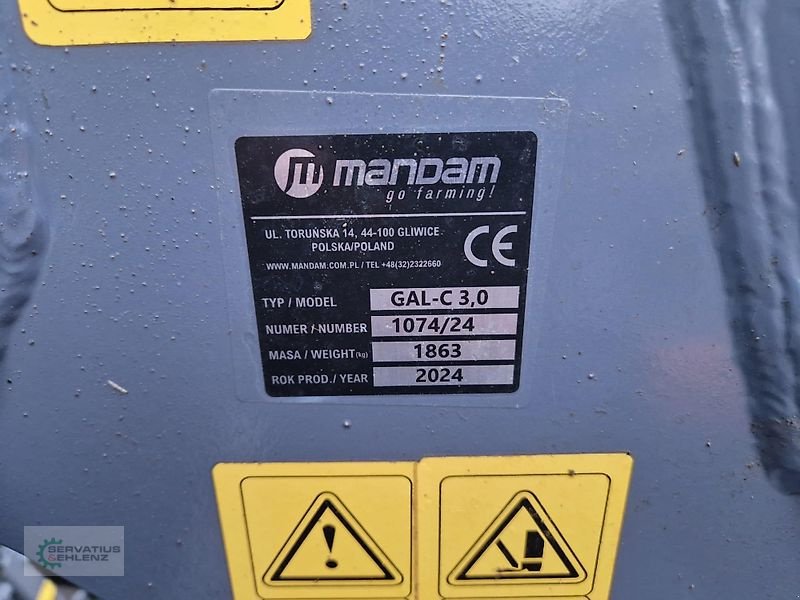 mandam
go farming!
UL. TORUŃSKA 14, 44-100 GLIWICE
POLSKA/POLAND
WWW.MANDAM.COM.PL / TEL +48(32)2322660
CE
TYP / MODEL GAL-C 3,0
NUMER / NUMBER 1074/24
MASA / WEIGHT(kg) 1863
ROK PROD./ YEAR 2024
SERVATIUS
&EHLENZ